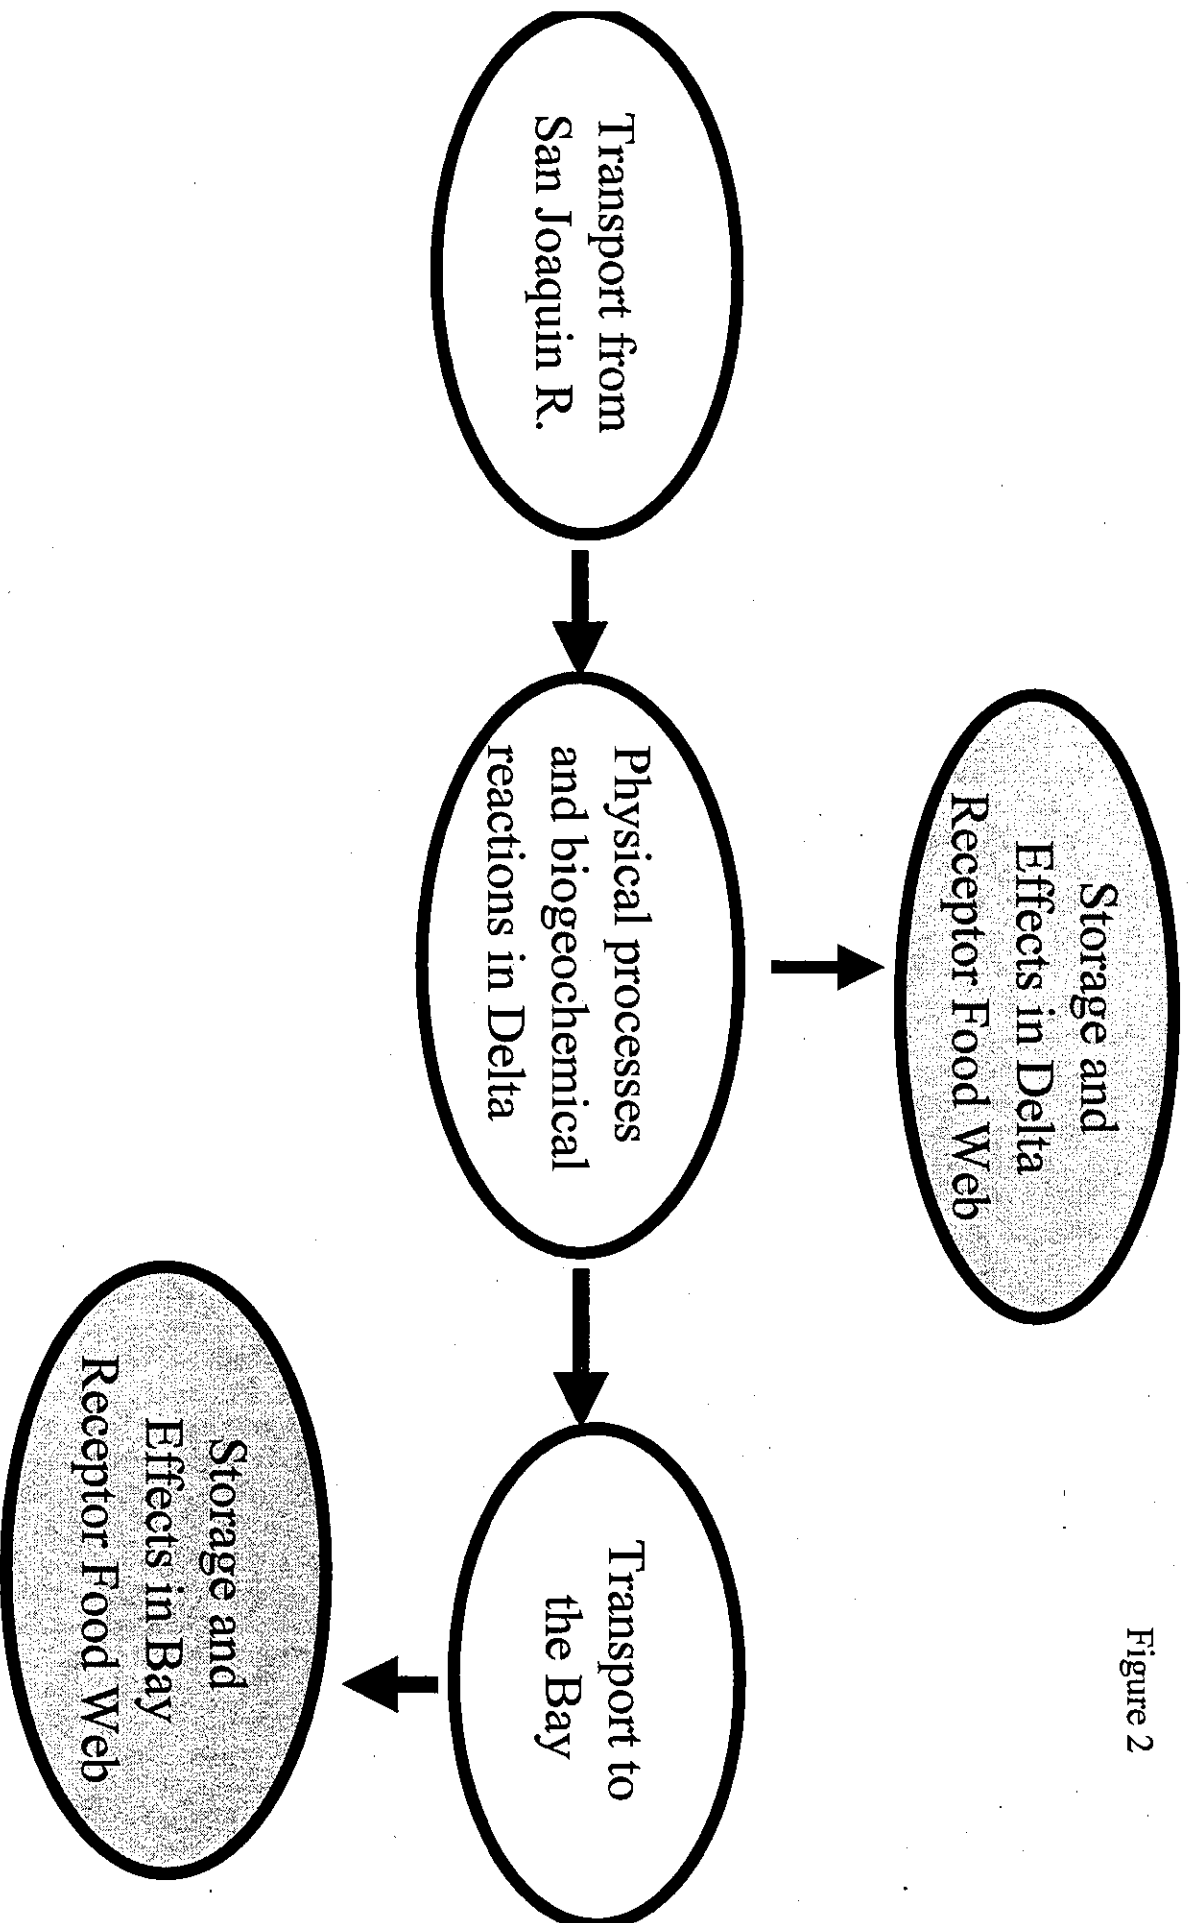 Figure 2
Storage and
Effects in Delta
Receptor Food Web
Transport from
San Joaquin R.
Physical processes
and biogeochemical
reactions in Delta
Transport to
the Bay
Storage and
Effects in Bay
Receptor Food Web